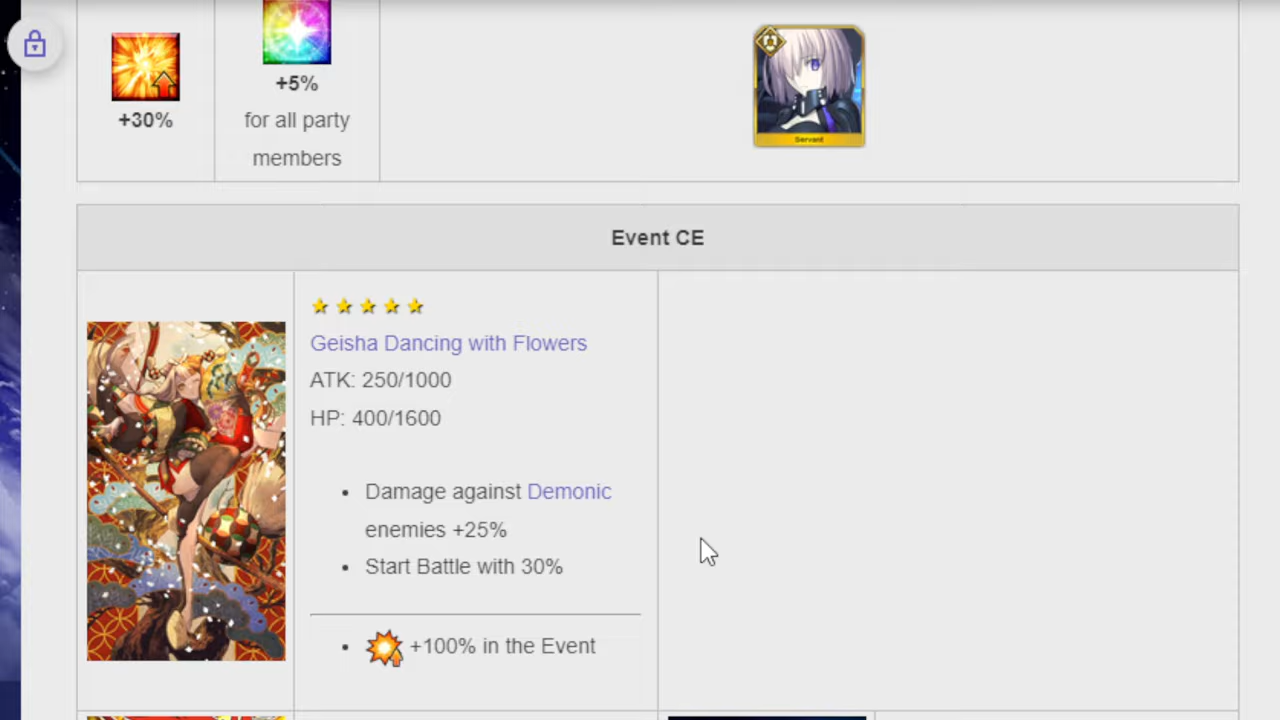 +5%
+30%
for all party
members
Servant
Event CE
Geisha Dancing with Flowers
ATK: 250/1000
HP: 400/1600
• Damage against Demonic
enemies +25%
• Start Battle with 30%
• +100% in the Event